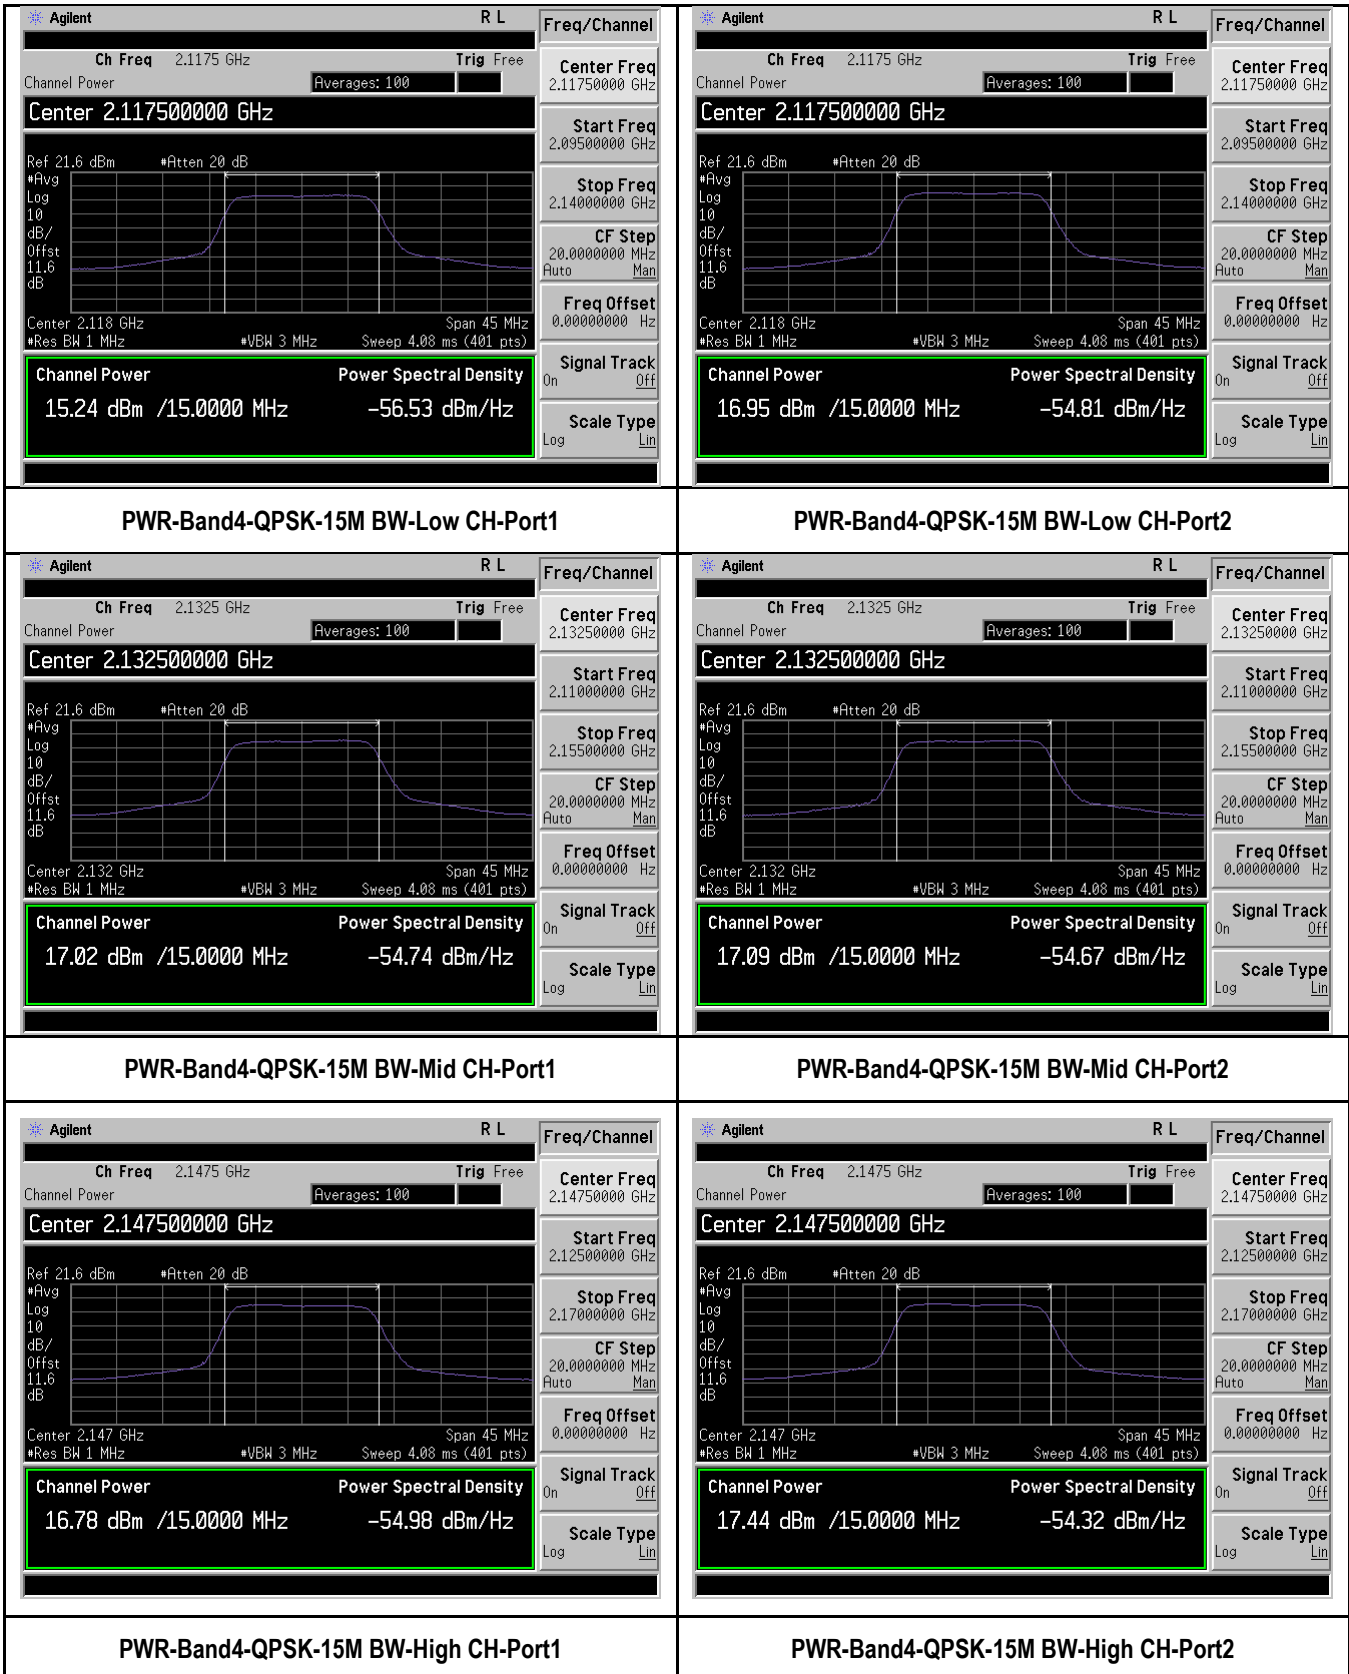 Agilent R L Freq/Channel
Ch Freq 2.1175 GHz Trig Free
Channel Power Averages: 100
Center 2.117500000 GHz
Ref 21.6 dBm #Atten 20 dB
#Avg
Log
10
dB/
Offst
11.6
dB
Center 2.118 GHz Span 45 MHz
#Res BW 1 MHz #VBW 3 MHz Sweep 4.08 ms (401 pts)
Channel Power Power Spectral Density
15.24 dBm /15.0000 MHz -56.53 dBm/Hz
Center Freq
2.11750000 GHz
Start Freq
2.09500000 GHz
Stop Freq
2.14000000 GHz
CF Step
20.0000000 MHz
Auto Man
Freq Offset
0.00000000 Hz
Signal Track
On Off
Scale Type
Log Lin
PWR-Band4-QPSK-15M BW-Low CH-Port1
Agilent R L Freq/Channel
Ch Freq 2.1175 GHz Trig Free
Channel Power Averages: 100
Center 2.117500000 GHz
Ref 21.6 dBm #Atten 20 dB
#Avg
Log
10
dB/
Offst
11.6
dB
Center 2.118 GHz Span 45 MHz
#Res BW 1 MHz #VBW 3 MHz Sweep 4.08 ms (401 pts)
Channel Power Power Spectral Density
16.95 dBm /15.0000 MHz -54.81 dBm/Hz
Center Freq
2.11750000 GHz
Start Freq
2.09500000 GHz
Stop Freq
2.14000000 GHz
CF Step
20.0000000 MHz
Auto Man
Freq Offset
0.00000000 Hz
Signal Track
On Off
Scale Type
Log Lin
PWR-Band4-QPSK-15M BW-Low CH-Port2
Agilent R L Freq/Channel
Ch Freq 2.1325 GHz Trig Free
Channel Power Averages: 100
Center 2.132500000 GHz
Ref 21.6 dBm #Atten 20 dB
#Avg
Log
10
dB/
Offst
11.6
dB
Center 2.132 GHz Span 45 MHz
#Res BW 1 MHz #VBW 3 MHz Sweep 4.08 ms (401 pts)
Channel Power Power Spectral Density
17.02 dBm /15.0000 MHz -54.74 dBm/Hz
Center Freq
2.13250000 GHz
Start Freq
2.11000000 GHz
Stop Freq
2.15500000 GHz
CF Step
20.0000000 MHz
Auto Man
Freq Offset
0.00000000 Hz
Signal Track
On Off
Scale Type
Log Lin
PWR-Band4-QPSK-15M BW-Mid CH-Port1
Agilent R L Freq/Channel
Ch Freq 2.1325 GHz Trig Free
Channel Power Averages: 100
Center 2.132500000 GHz
Ref 21.6 dBm #Atten 20 dB
#Avg
Log
10
dB/
Offst
11.6
dB
Center 2.132 GHz Span 45 MHz
#Res BW 1 MHz #VBW 3 MHz Sweep 4.08 ms (401 pts)
Channel Power Power Spectral Density
17.09 dBm /15.0000 MHz -54.67 dBm/Hz
Center Freq
2.13250000 GHz
Start Freq
2.11000000 GHz
Stop Freq
2.15500000 GHz
CF Step
20.0000000 MHz
Auto Man
Freq Offset
0.00000000 Hz
Signal Track
On Off
Scale Type
Log Lin
PWR-Band4-QPSK-15M BW-Mid CH-Port2
Agilent R L Freq/Channel
Ch Freq 2.1475 GHz Trig Free
Channel Power Averages: 100
Center 2.147500000 GHz
Ref 21.6 dBm #Atten 20 dB
#Avg
Log
10
dB/
Offst
11.6
dB
Center 2.147 GHz Span 45 MHz
#Res BW 1 MHz #VBW 3 MHz Sweep 4.08 ms (401 pts)
Channel Power Power Spectral Density
16.78 dBm /15.0000 MHz -54.98 dBm/Hz
Center Freq
2.14750000 GHz
Start Freq
2.12500000 GHz
Stop Freq
2.17000000 GHz
CF Step
20.0000000 MHz
Auto Man
Freq Offset
0.00000000 Hz
Signal Track
On Off
Scale Type
Log Lin
PWR-Band4-QPSK-15M BW-High CH-Port1
Agilent R L Freq/Channel
Ch Freq 2.1475 GHz Trig Free
Channel Power Averages: 100
Center 2.147500000 GHz
Ref 21.6 dBm #Atten 20 dB
#Avg
Log
10
dB/
Offst
11.6
dB
Center 2.147 GHz Span 45 MHz
#Res BW 1 MHz #VBW 3 MHz Sweep 4.08 ms (401 pts)
Channel Power Power Spectral Density
17.44 dBm /15.0000 MHz -54.32 dBm/Hz
Center Freq
2.14750000 GHz
Start Freq
2.12500000 GHz
Stop Freq
2.17000000 GHz
CF Step
20.0000000 MHz
Auto Man
Freq Offset
0.00000000 Hz
Signal Track
On Off
Scale Type
Log Lin
PWR-Band4-QPSK-15M BW-High CH-Port2